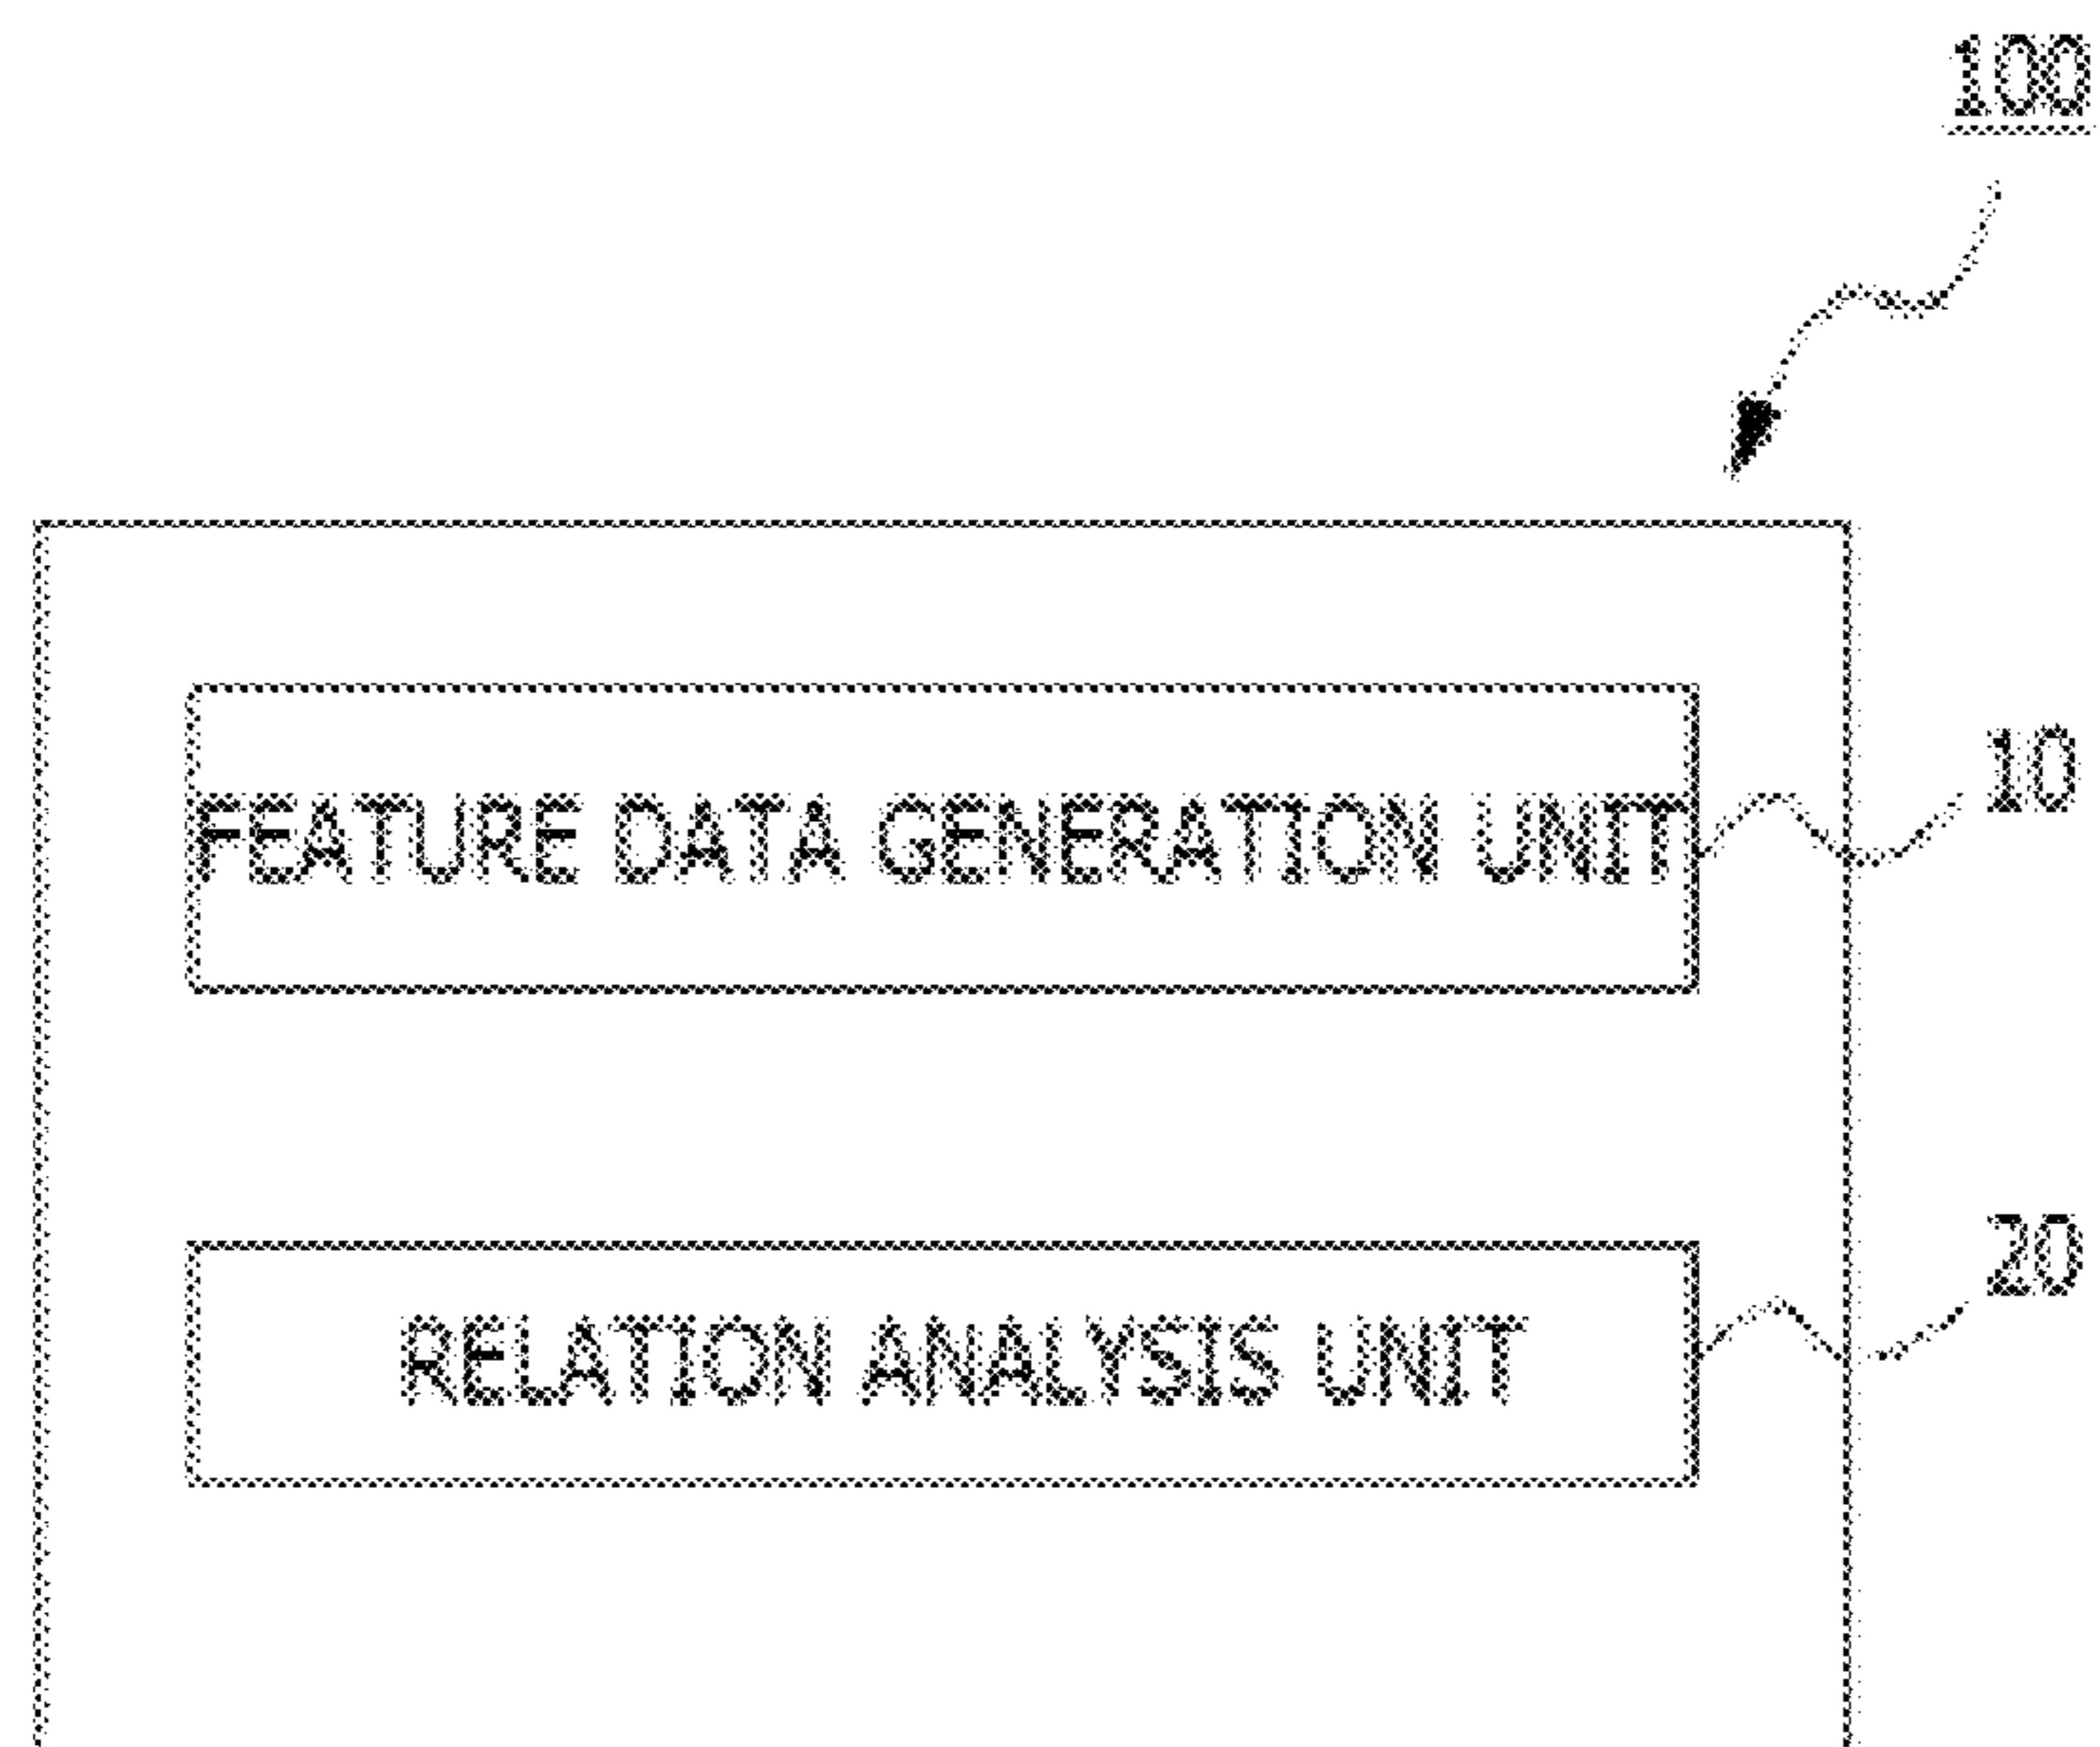 100
10
FEATURE DATA GENERATION UNIT
20
RELATION ANALYSIS UNIT